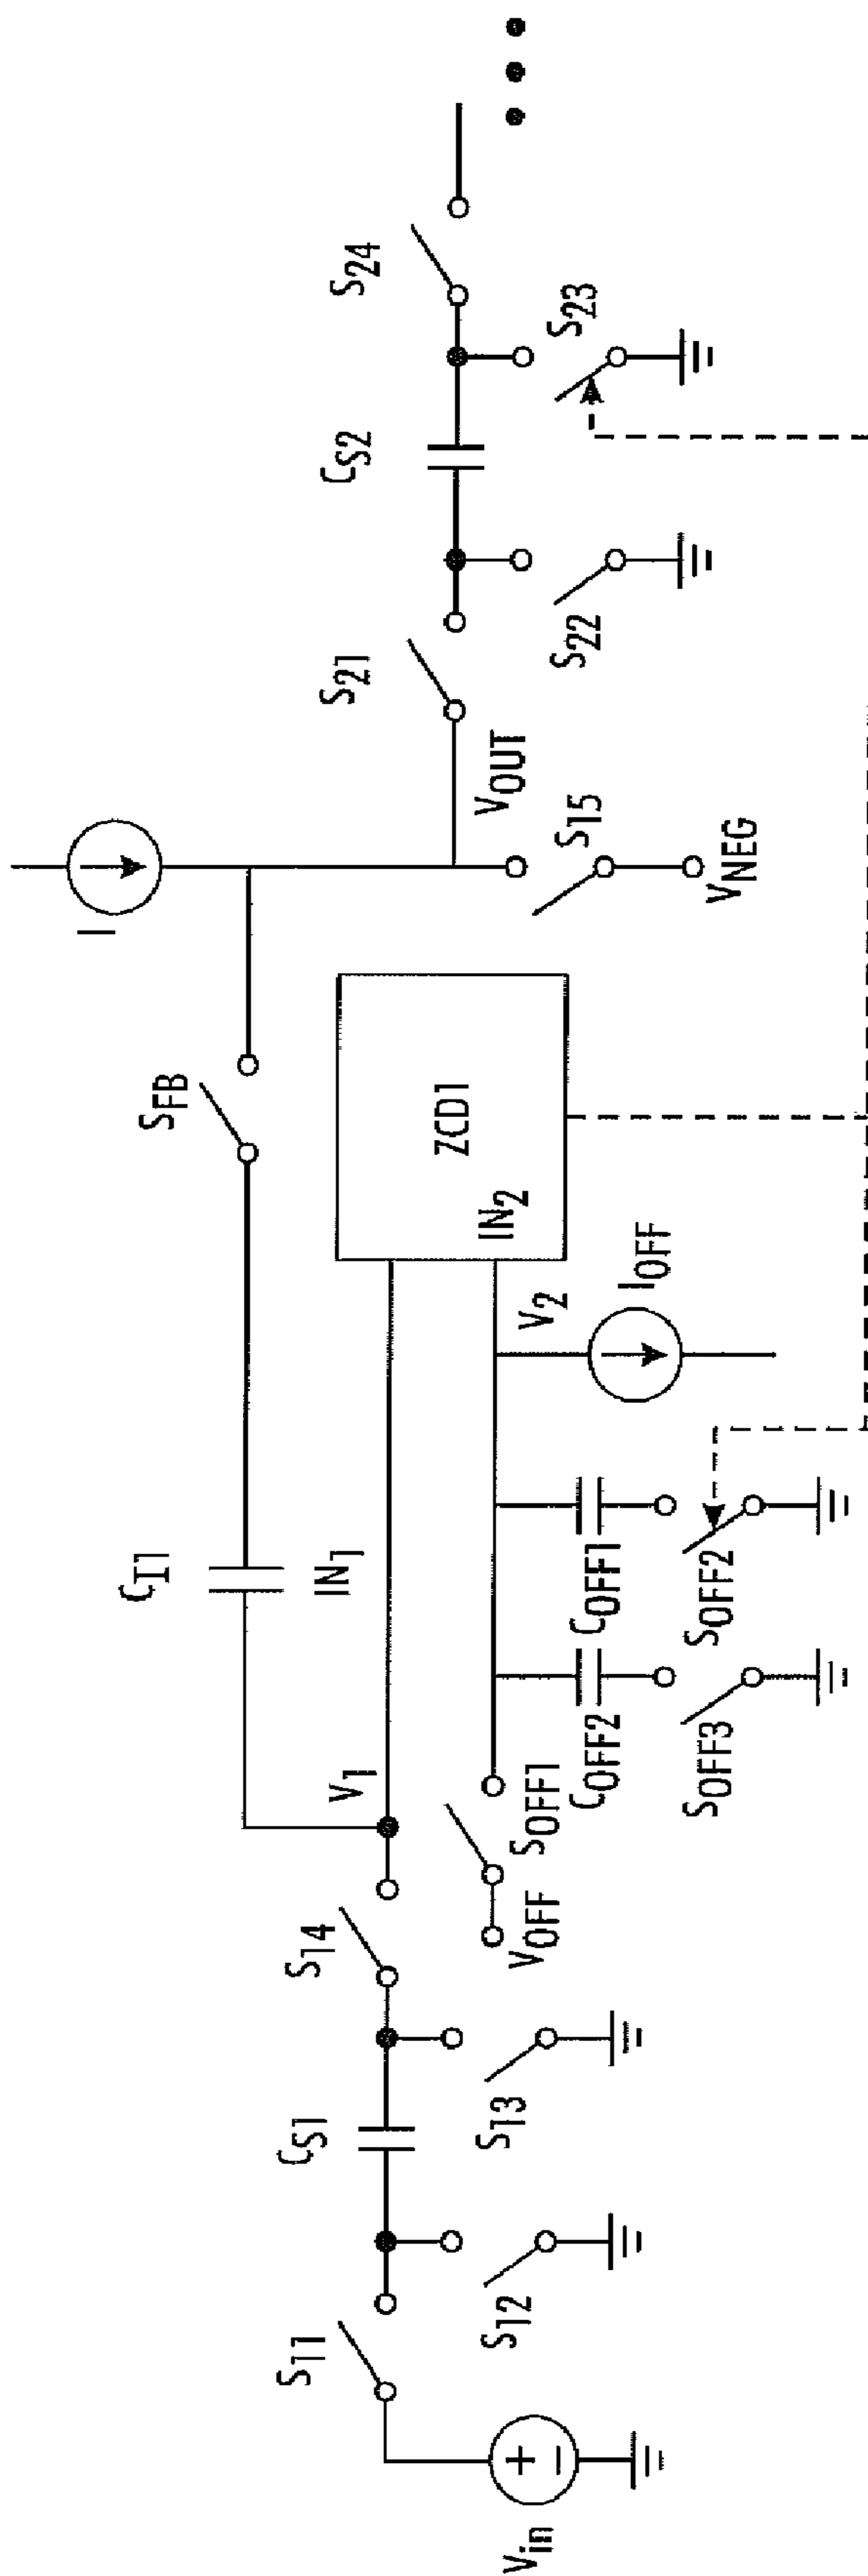 Vin
S11
S12
CS1
S13
S14
V1
VOFF
SOFF1
COFF2
SOFF3
COFF1
SOFF2
CI1
IN1
V2
IOFF
IN2
ZCD1
SFB
I
VOUT
S15
VNEG
S21
S22
CS2
S23
S24